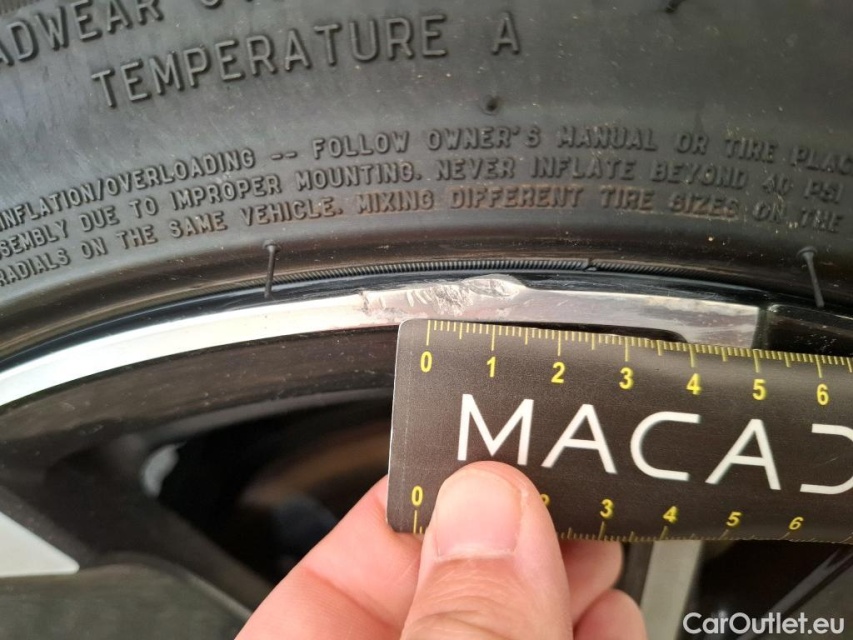 TEMPERATURE A
INFLATION/OVERLOADING -- FOLLOW OWNER'S MANUAL OR TIRE PLAC
SEMBLY DUE TO IMPROPER MOUNTING. NEVER INFLATE BEYOND 40 PSI
RADIALS ON THE SAME VEHICLE. MIXING DIFFERENT TIRE SIZES ON THE
0 1 2 3 4 5 6
MACAD
0 3 4 5 6
CarOutlet.eu